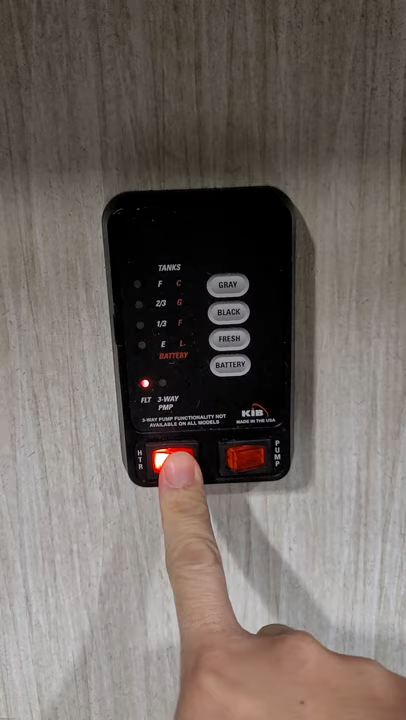 TANKS
F C GRAY
2/3 G BLACK
1/3 F FRESH
E L
BATTERY BATTERY
FLT 3-WAY
PMP
3-WAY PUMP FUNCTIONALITY NOT
AVAILABLE ON ALL MODELS
KIB
MADE IN THE USA
HTR
PUMP